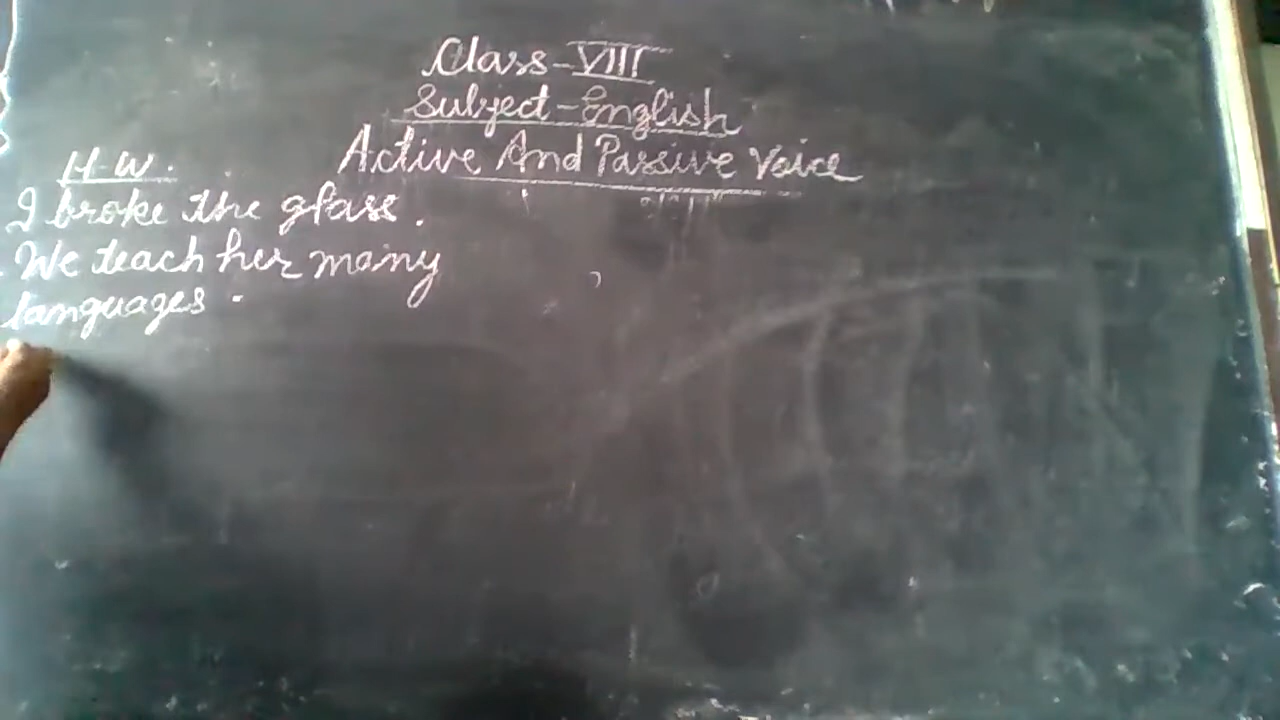 Class-VIII
Subject-English
Active And Passive Voice
H.W.
I broke the glass.
We teach her many
languages.